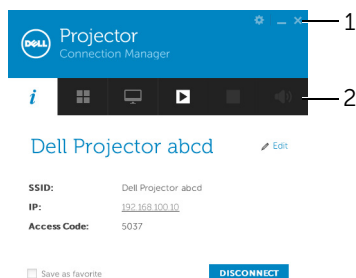 DELL
Projector
Connection Manager
1
i
2
Dell Projector abcd
Edit
SSID: Dell Projector abcd
IP: 192.168.100.10
Access Code: 5037
Save as favorite
DISCONNECT